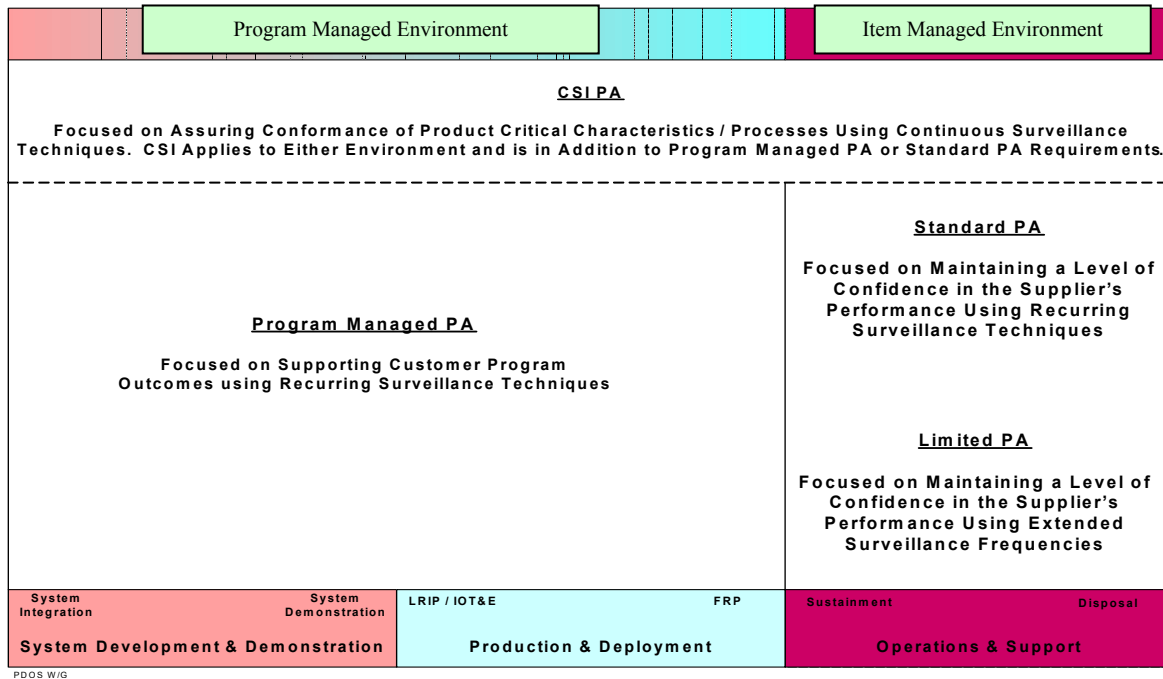 Program Managed Environment
Item Managed Environment
CSI PA
Focused on Assuring Conformance of Product Critical Characteristics / Processes Using Continuous Surveillance
Techniques. CSI Applies to Either Environment and is in Addition to Program Managed PA or Standard PA Requirements.
Program Managed PA
Focused on Supporting Customer Program
Outcomes using Recurring Surveillance Techniques
Standard PA
Focused on Maintaining a Level of
Confidence in the Supplier’s
Performance Using Recurring
Surveillance Techniques
Limited PA
Focused on Maintaining a Level of
Confidence in the Supplier’s
Performance Using Extended
Surveillance Frequencies
System
Integration
System
Demonstration
System Development & Demonstration
LRIP / IOT&E
FRP
Production & Deployment
Sustainment
Disposal
Operations & Support
PDOS W/G